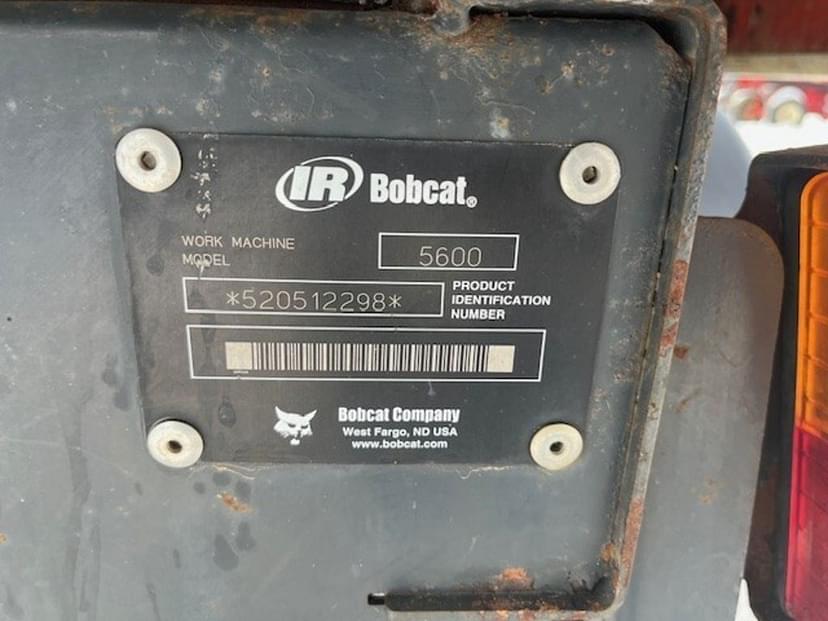 IR Bobcat®
WORK MACHINE
MODEL
5600
*520512298*
PRODUCT
IDENTIFICATION
NUMBER
Bobcat Company
West Fargo, ND USA
www.bobcat.com